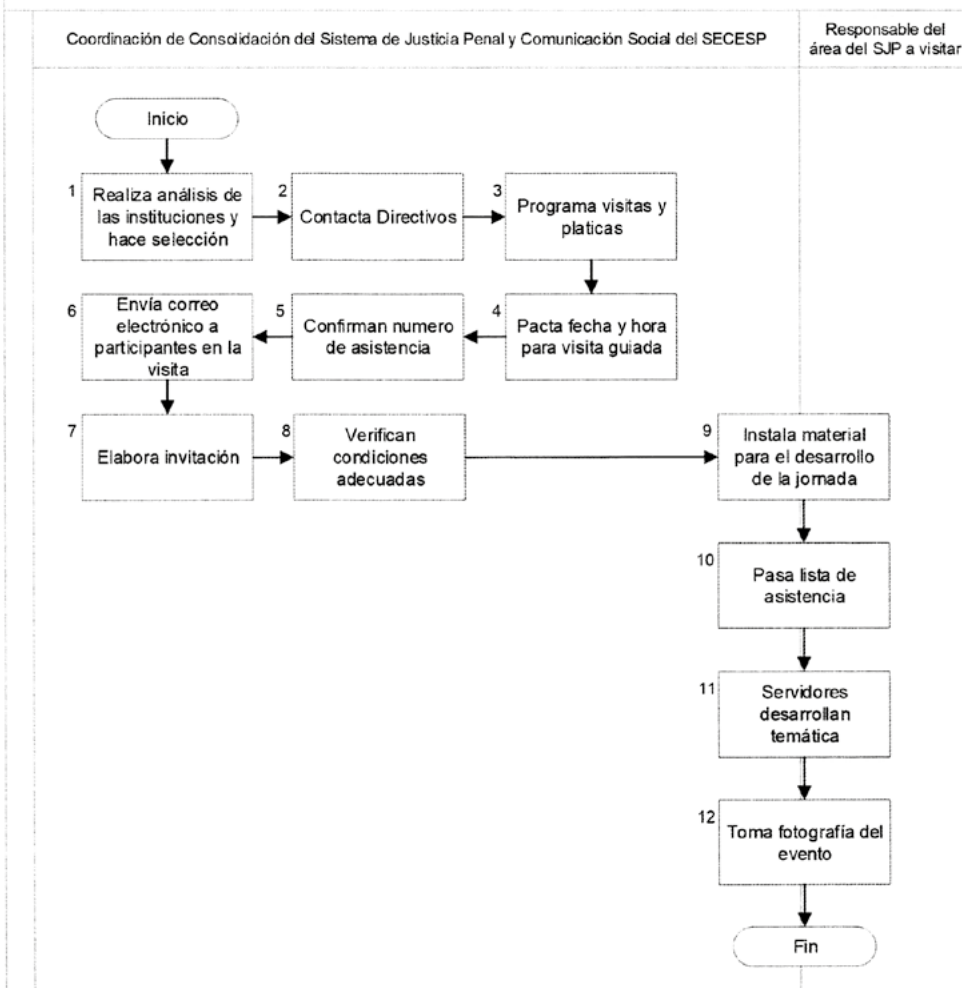 Coordinación de Consolidación del Sistema de Justicia Penal y Comunicación Social del SECESP
Responsable del
área del SJP a visitar
Inicio
1
Realiza análisis de
las instituciones y
hace selección
2
Contacta Directivos
3
Programa visitas y
platicas
4
Pacta fecha y hora
para visita guiada
5
Confirman numero
de asistencia
6
Envía correo
electrónico a
participantes en la
visita
7
Elabora invitación
8
Verifican
condiciones
adecuadas
9
Instala material
para el desarrollo
de la jornada
10
Pasa lista de
asistencia
11
Servidores
desarrollan
temática
12
Toma fotografía del
evento
Fin